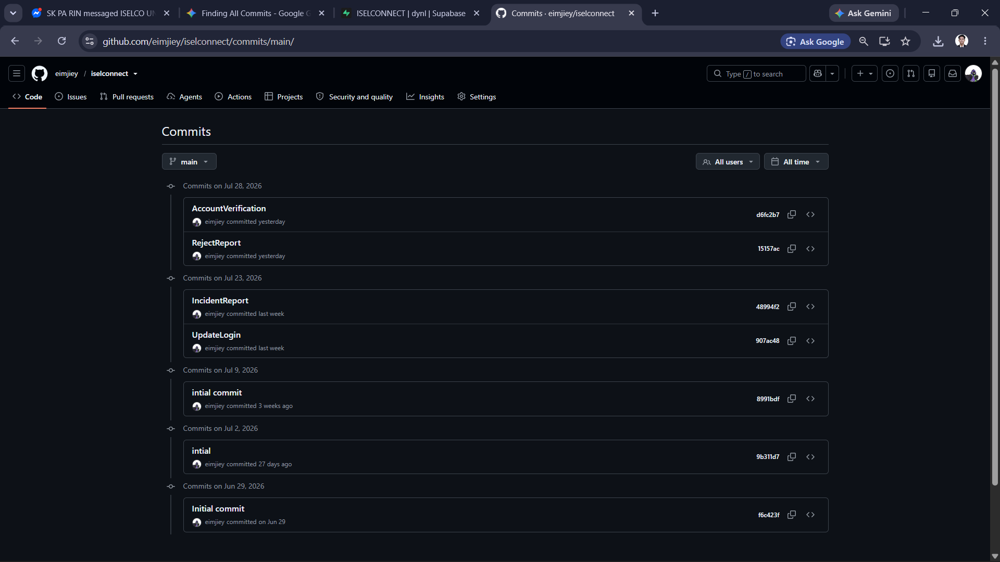 SK PA RIN messaged ISELCO UN
Finding All Commits - Google G
ISELCONNECT | dynl | Supabase
Commits · eimjiey/iselconnect
Ask Gemini
github.com/eimjiey/iselconnect/commits/main/
Ask Google
eimjiey / iselconnect
Type / to search
Code
Issues
Pull requests
Agents
Actions
Projects
Security and quality
Insights
Settings
Commits
main
All users
All time
Commits on Jul 28, 2026
AccountVerification
eimjiey committed yesterday
d6fc2b7
RejectReport
eimjiey committed yesterday
15157ac
Commits on Jul 23, 2026
IncidentReport
eimjiey committed last week
48994f2
UpdateLogin
eimjiey committed last week
907ac48
Commits on Jul 9, 2026
intial commit
eimjiey committed 3 weeks ago
8991bdf
Commits on Jul 2, 2026
intial
eimjiey committed 27 days ago
9b311d7
Commits on Jun 29, 2026
Initial commit
eimjiey committed on Jun 29
f6c423f